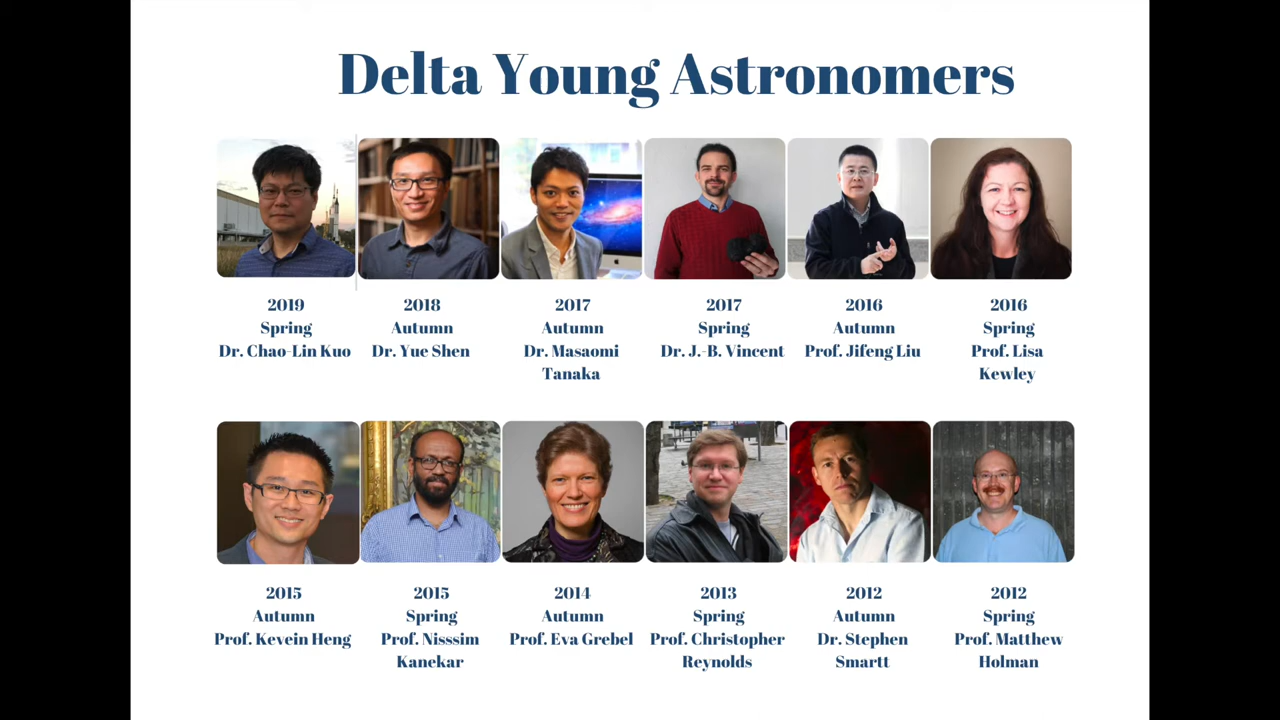 Delta Young Astronomers
2019
Spring
Dr. Chao-Lin Kuo
2018
Autumn
Dr. Yue Shen
2017
Autumn
Dr. Masaomi
Tanaka
2017
Spring
Dr. J.-B. Vincent
2016
Autumn
Prof. Jifeng Liu
2016
Spring
Prof. Lisa
Kewley
2015
Autumn
Prof. Kevein Heng
2015
Spring
Prof. Nisssim
Kanekar
2014
Autumn
Prof. Eva Grebel
2013
Spring
Prof. Christopher
Reynolds
2012
Autumn
Dr. Stephen
Smartt
2012
Spring
Prof. Matthew
Holman